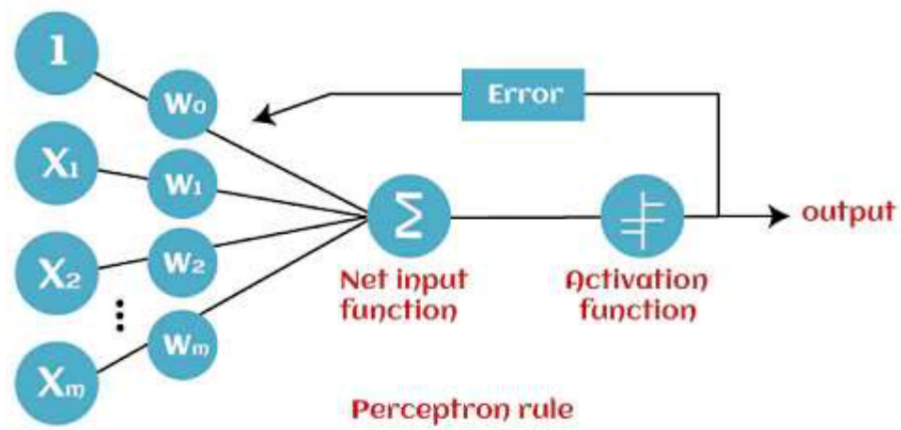 1
W0
Error
X1
W1
Σ
output
X2
W2
Net input
function
Activation
function
Xm
Wm
Perceptron rule